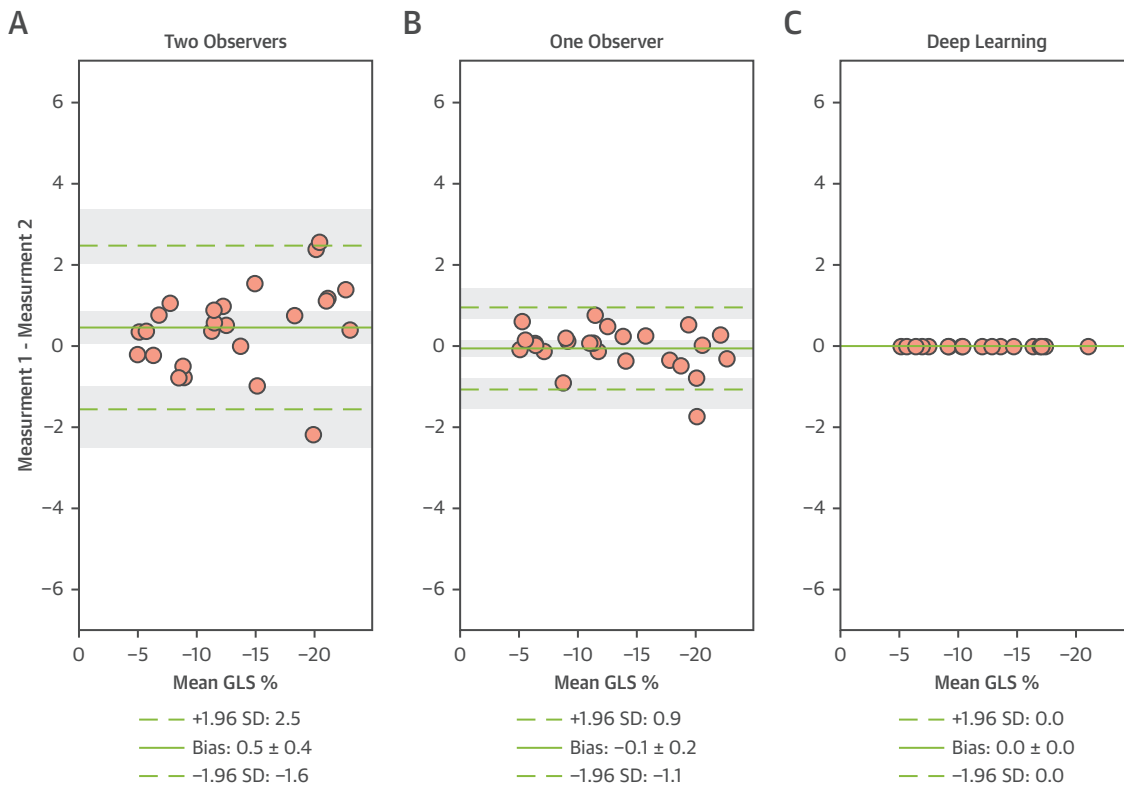 A
B
C
Two Observers
One Observer
Deep Learning
Measurment 1 - Measurment 2
6
4
2
0
−2
−4
−6
0 −5 −10 −15 −20
Mean GLS %
+1.96 SD: 2.5
Bias: 0.5 ± 0.4
−1.96 SD: −1.6
6
4
2
0
−2
−4
−6
0 −5 −10 −15 −20
Mean GLS %
+1.96 SD: 0.9
Bias: −0.1 ± 0.2
−1.96 SD: −1.1
6
4
2
0
−2
−4
−6
0 −5 −10 −15 −20
Mean GLS %
+1.96 SD: 0.0
Bias: 0.0 ± 0.0
−1.96 SD: 0.0